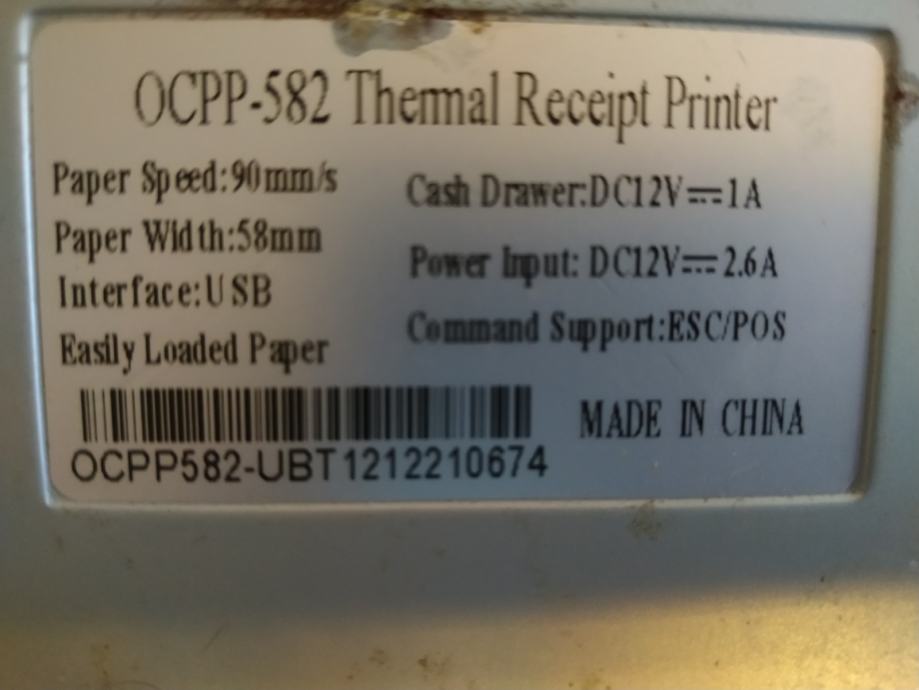 OCPP-582 Thermal Receipt Printer
Paper Speed:90mm/s
Paper Width:58mm
Interface:USB
Easily Loaded Paper
Cash Drawer:DC12V⎓1A
Power Input: DC12V⎓2.6A
Command Support:ESC/POS
MADE IN CHINA
OCPP582-UBT1212210674